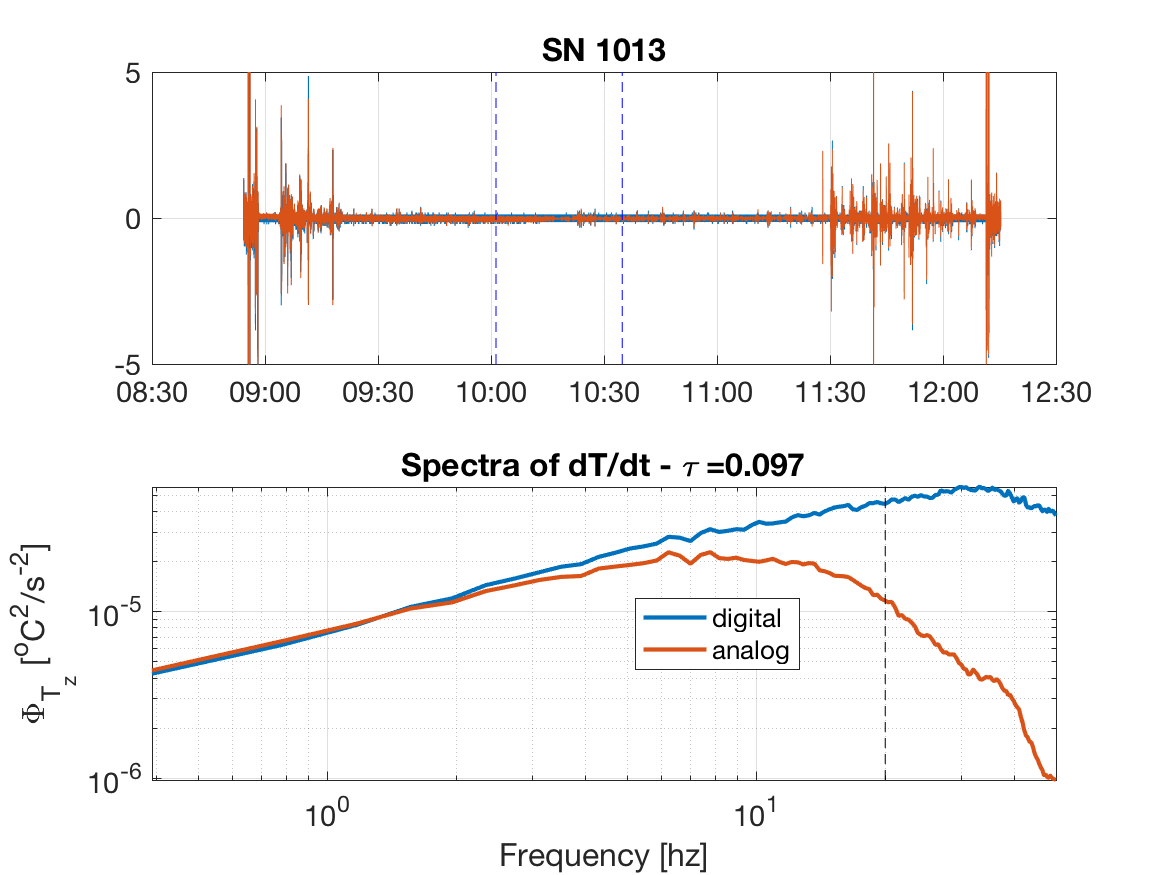 SN 1013
5
0
-5
08:30 09:00 09:30 10:00 10:30 11:00 11:30 12:00 12:30
Spectra of dT/dt - τ =0.097
Φ_{T_z} [°C²/s⁻²]
10⁻⁵
10⁻⁶
digital
analog
10⁰ 10¹
Frequency [hz]